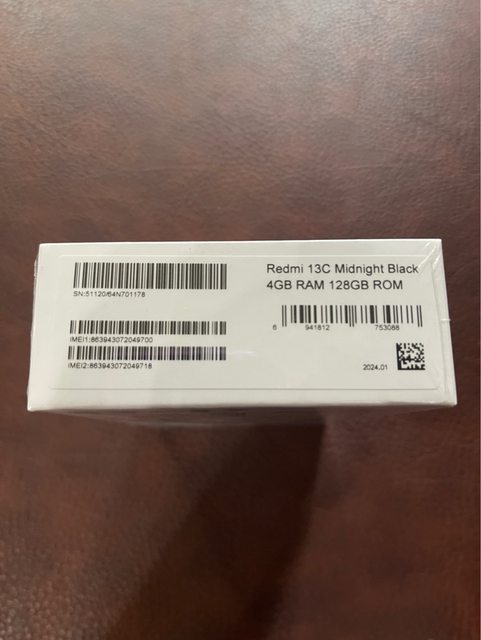 SN:51120/64N701178
IMEI1:863943072049700
IMEI2:863943072049718
Redmi 13C Midnight Black
4GB RAM 128GB ROM
6 941812 753088
2024.01